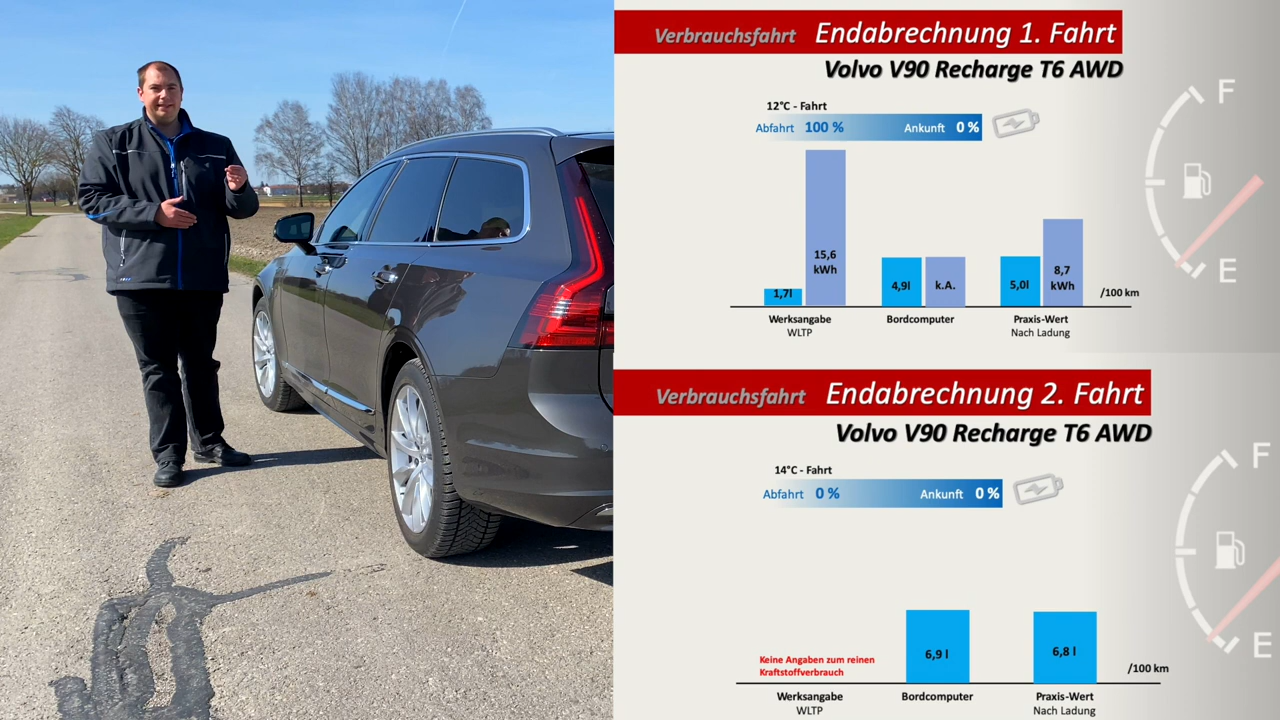 Verbrauchsfahrt Endabrechnung 1. Fahrt
Volvo V90 Recharge T6 AWD
12°C - Fahrt
Abfahrt 100 % Ankunft 0 %
F
E
15,6
kWh
1,7l
4,9l
k.A.
5,0l
8,7
kWh
/100 km
Werksangabe
WLTP
Bordcomputer
Praxis-Wert
Nach Ladung
Verbrauchsfahrt Endabrechnung 2. Fahrt
Volvo V90 Recharge T6 AWD
14°C - Fahrt
Abfahrt 0 % Ankunft 0 %
F
E
Keine Angaben zum reinen
Kraftstoffverbrauch
6,9 l
6,8 l
/100 km
Werksangabe
WLTP
Bordcomputer
Praxis-Wert
Nach Ladung